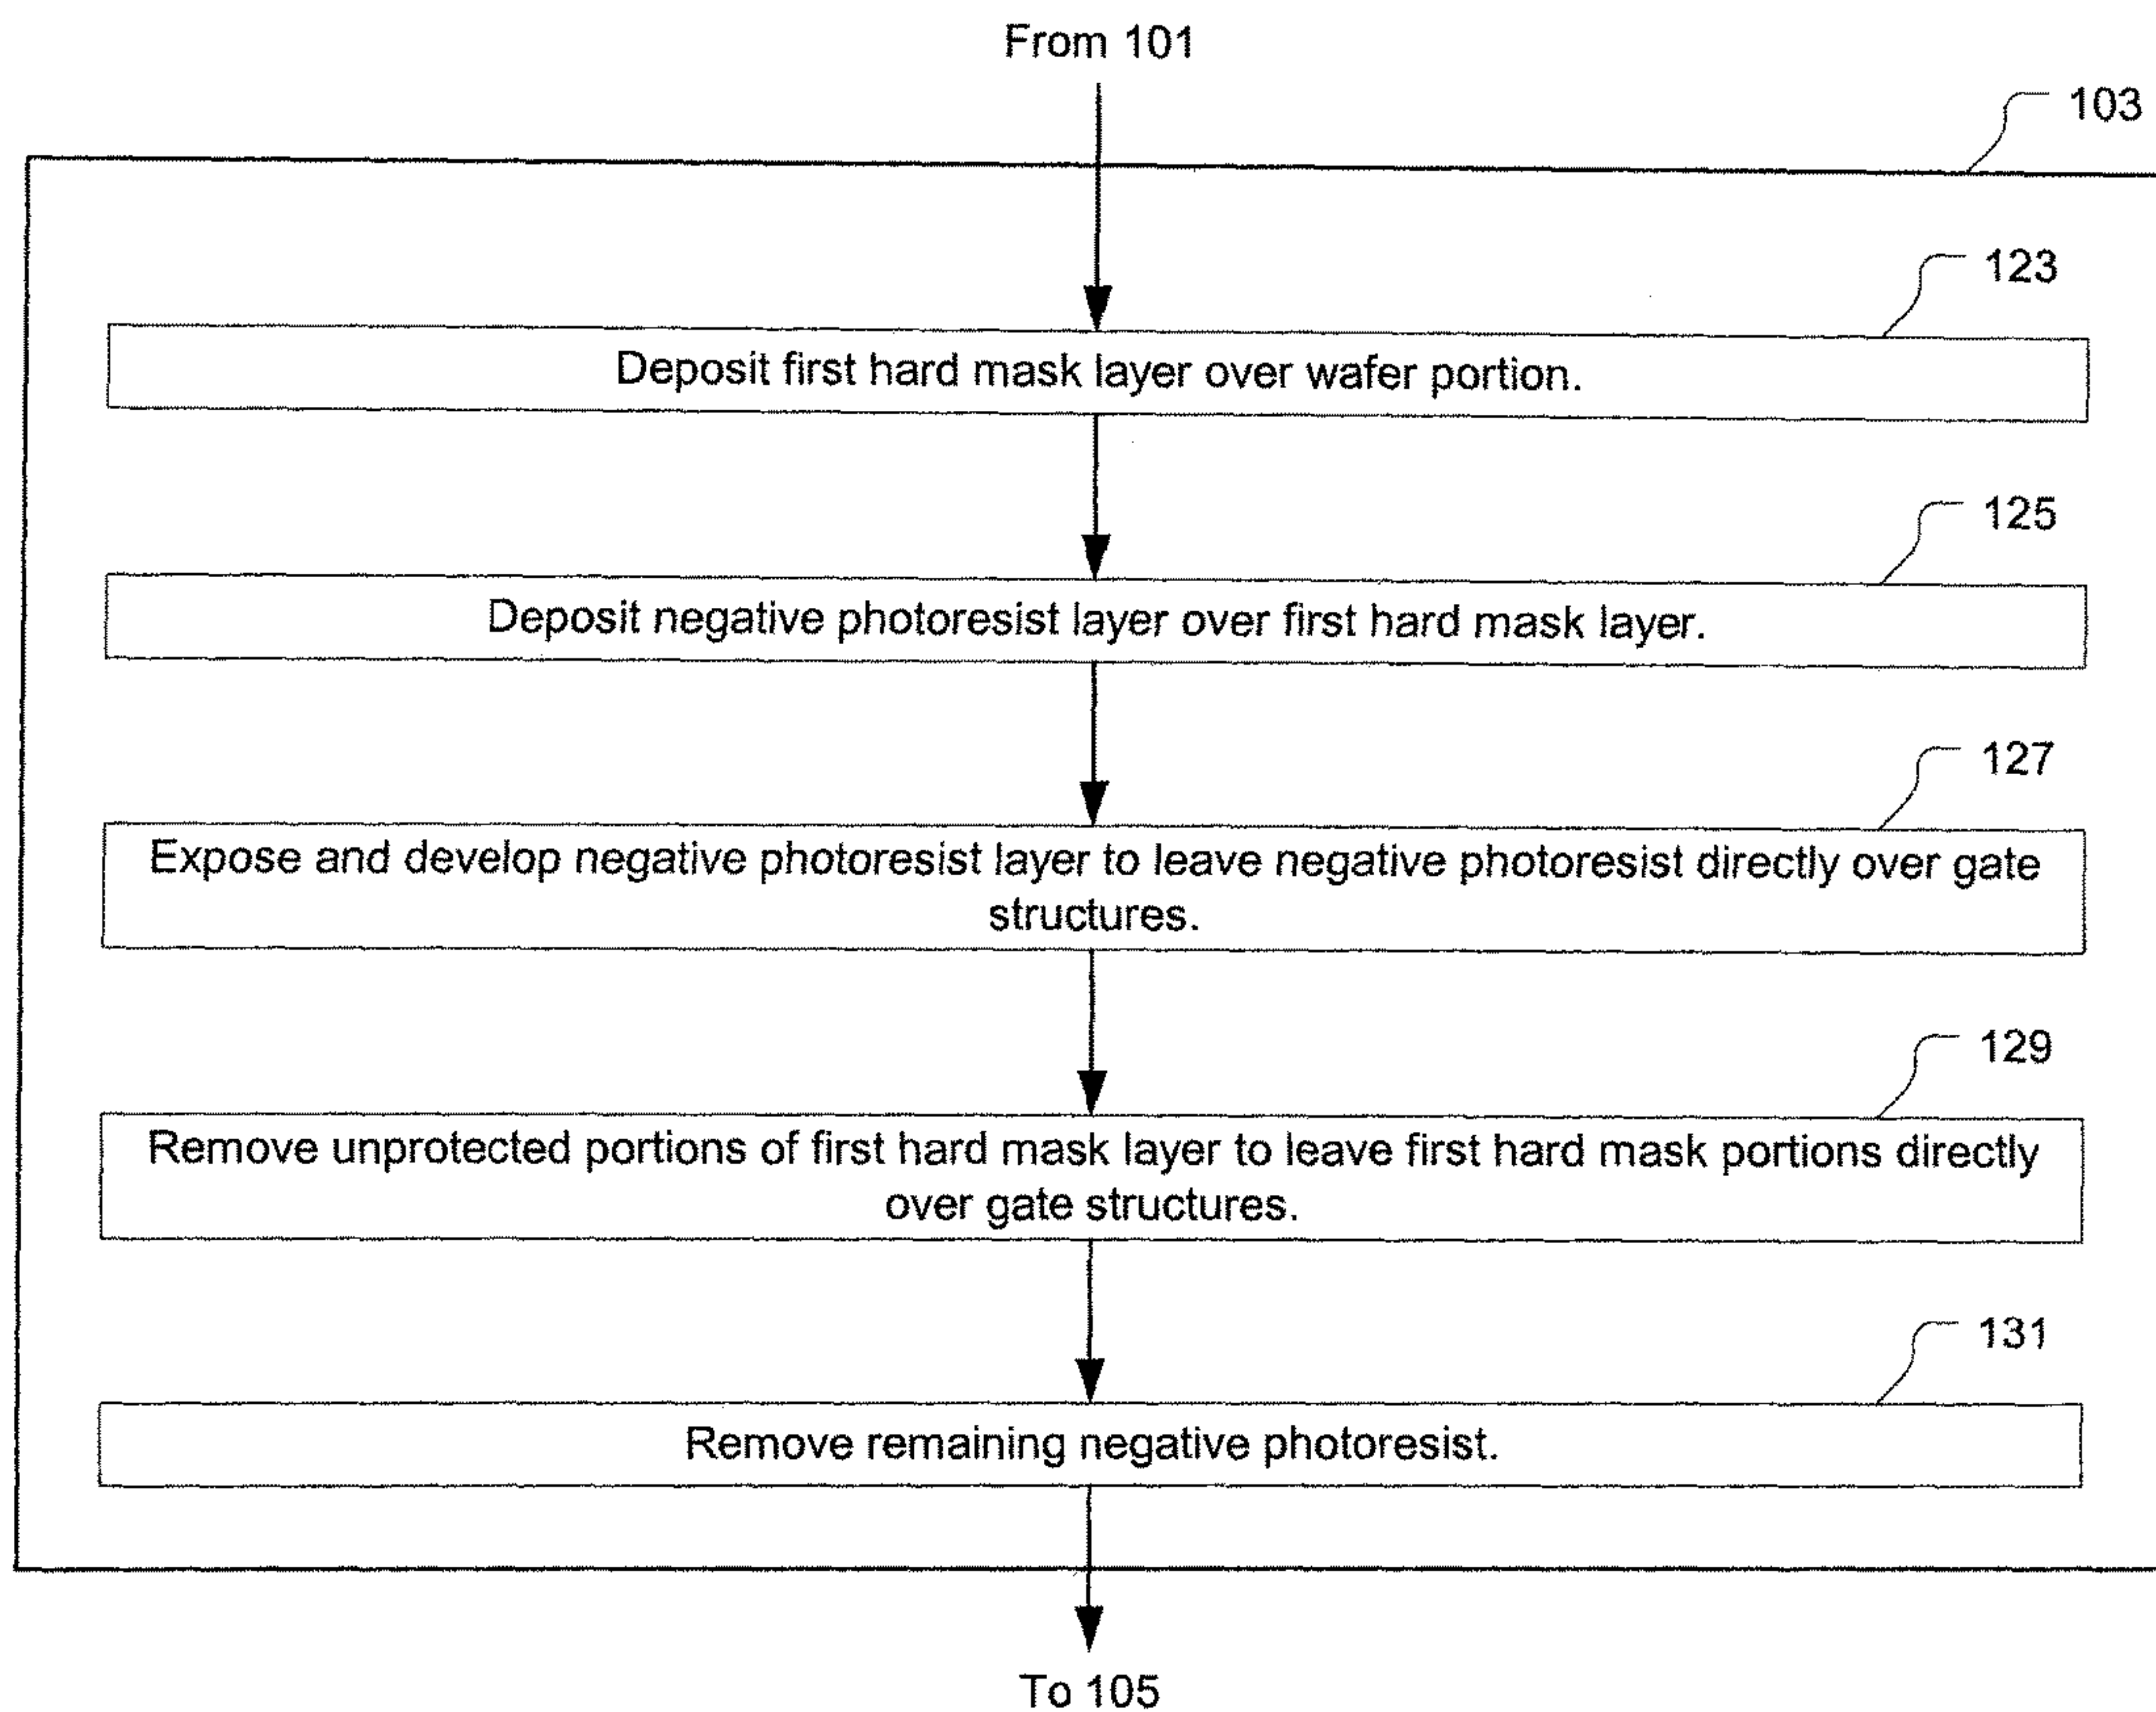 From 101
103
123
Deposit first hard mask layer over wafer portion.
125
Deposit negative photoresist layer over first hard mask layer.
127
Expose and develop negative photoresist layer to leave negative photoresist directly over gate
structures.
129
Remove unprotected portions of first hard mask layer to leave first hard mask portions directly
over gate structures.
131
Remove remaining negative photoresist.
To 105